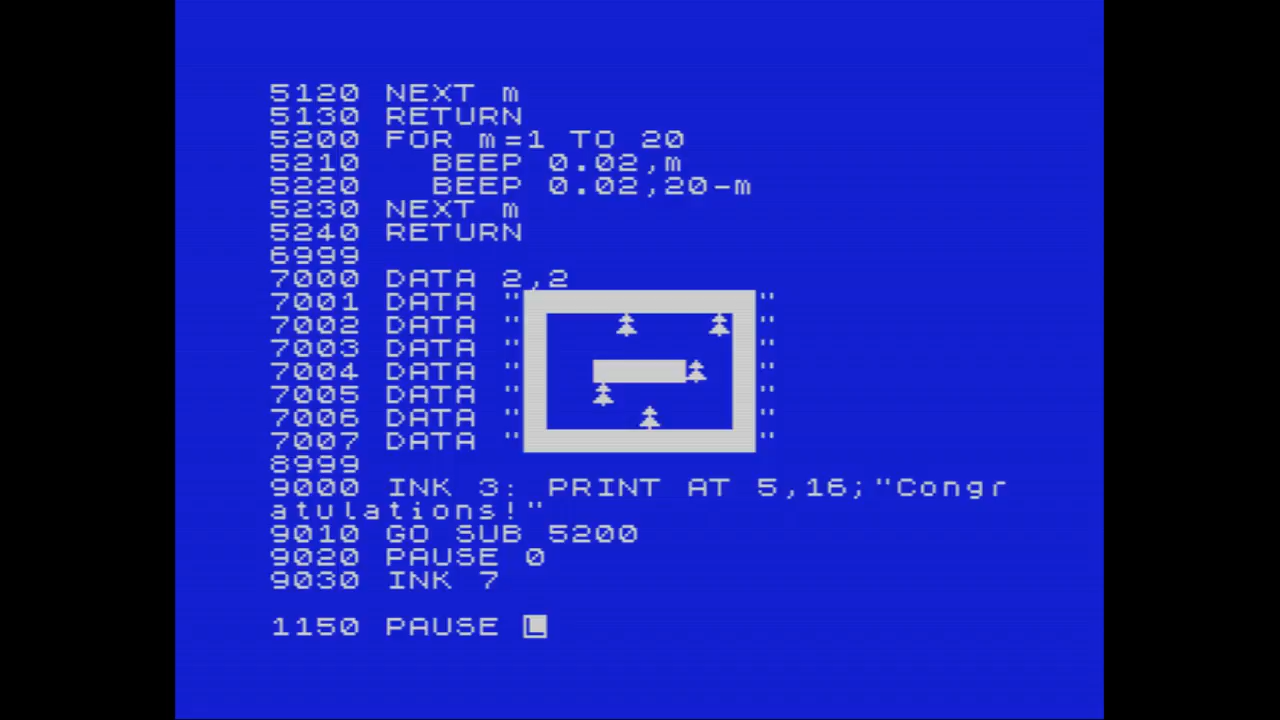 5120 NEXT m
5130 RETURN
5200 FOR m=1 TO 20
5210   BEEP 0.02,m
5220   BEEP 0.02,20-m
5230 NEXT m
5240 RETURN
6999
7000 DATA 2,2
7001 DATA "          "
7002 DATA "          "
7003 DATA "          "
7004 DATA "          "
7005 DATA "          "
7006 DATA "          "
7007 DATA "          "
8999
9000 INK 3: PRINT AT 5,16;"Congr
atulations!"
9010 GO SUB 5200
9020 PAUSE 0
9030 INK 7
1150 PAUSE L